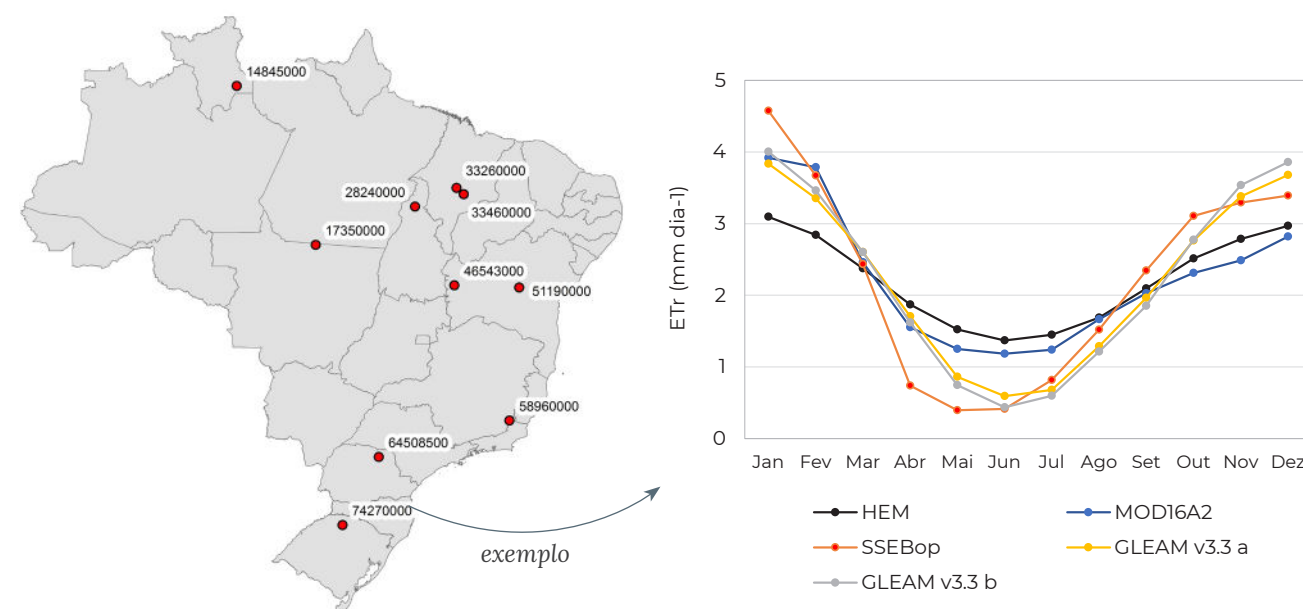 14845000
33260000
28240000
33460000
17350000
46543000
51190000
58960000
64508500
74270000
exemplo
ETr (mm dia-1)
5
4
3
2
1
0
Jan Fev Mar Abr Mai Jun Jul Ago Set Out Nov Dez
HEM MOD16A2
SSEBop GLEAM v3.3 a
GLEAM v3.3 b